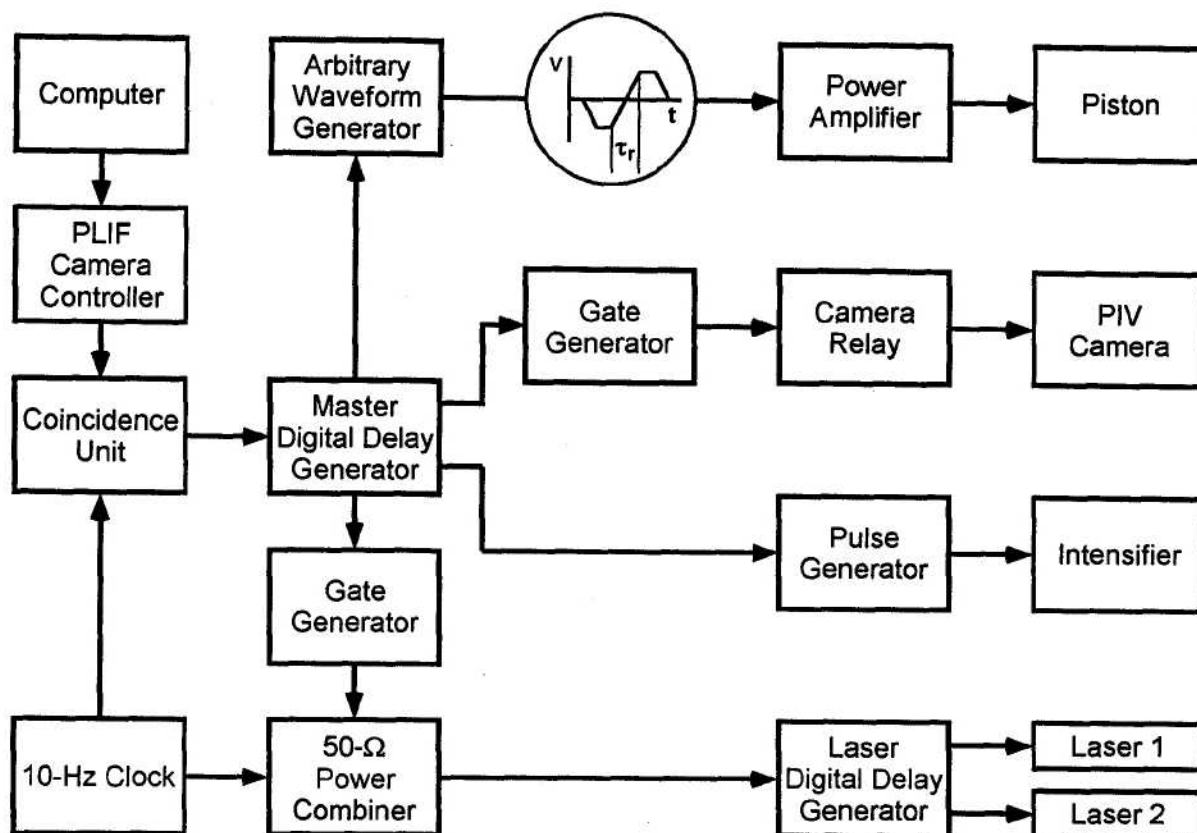 Computer
Arbitrary
Waveform
Generator
V
t
τr
Power
Amplifier
Piston
PLIF
Camera
Controller
Gate
Generator
Camera
Relay
PIV
Camera
Coincidence
Unit
Master
Digital Delay
Generator
Pulse
Generator
Intensifier
Gate
Generator
10-Hz Clock
50-Ω
Power
Combiner
Laser
Digital Delay
Generator
Laser 1
Laser 2